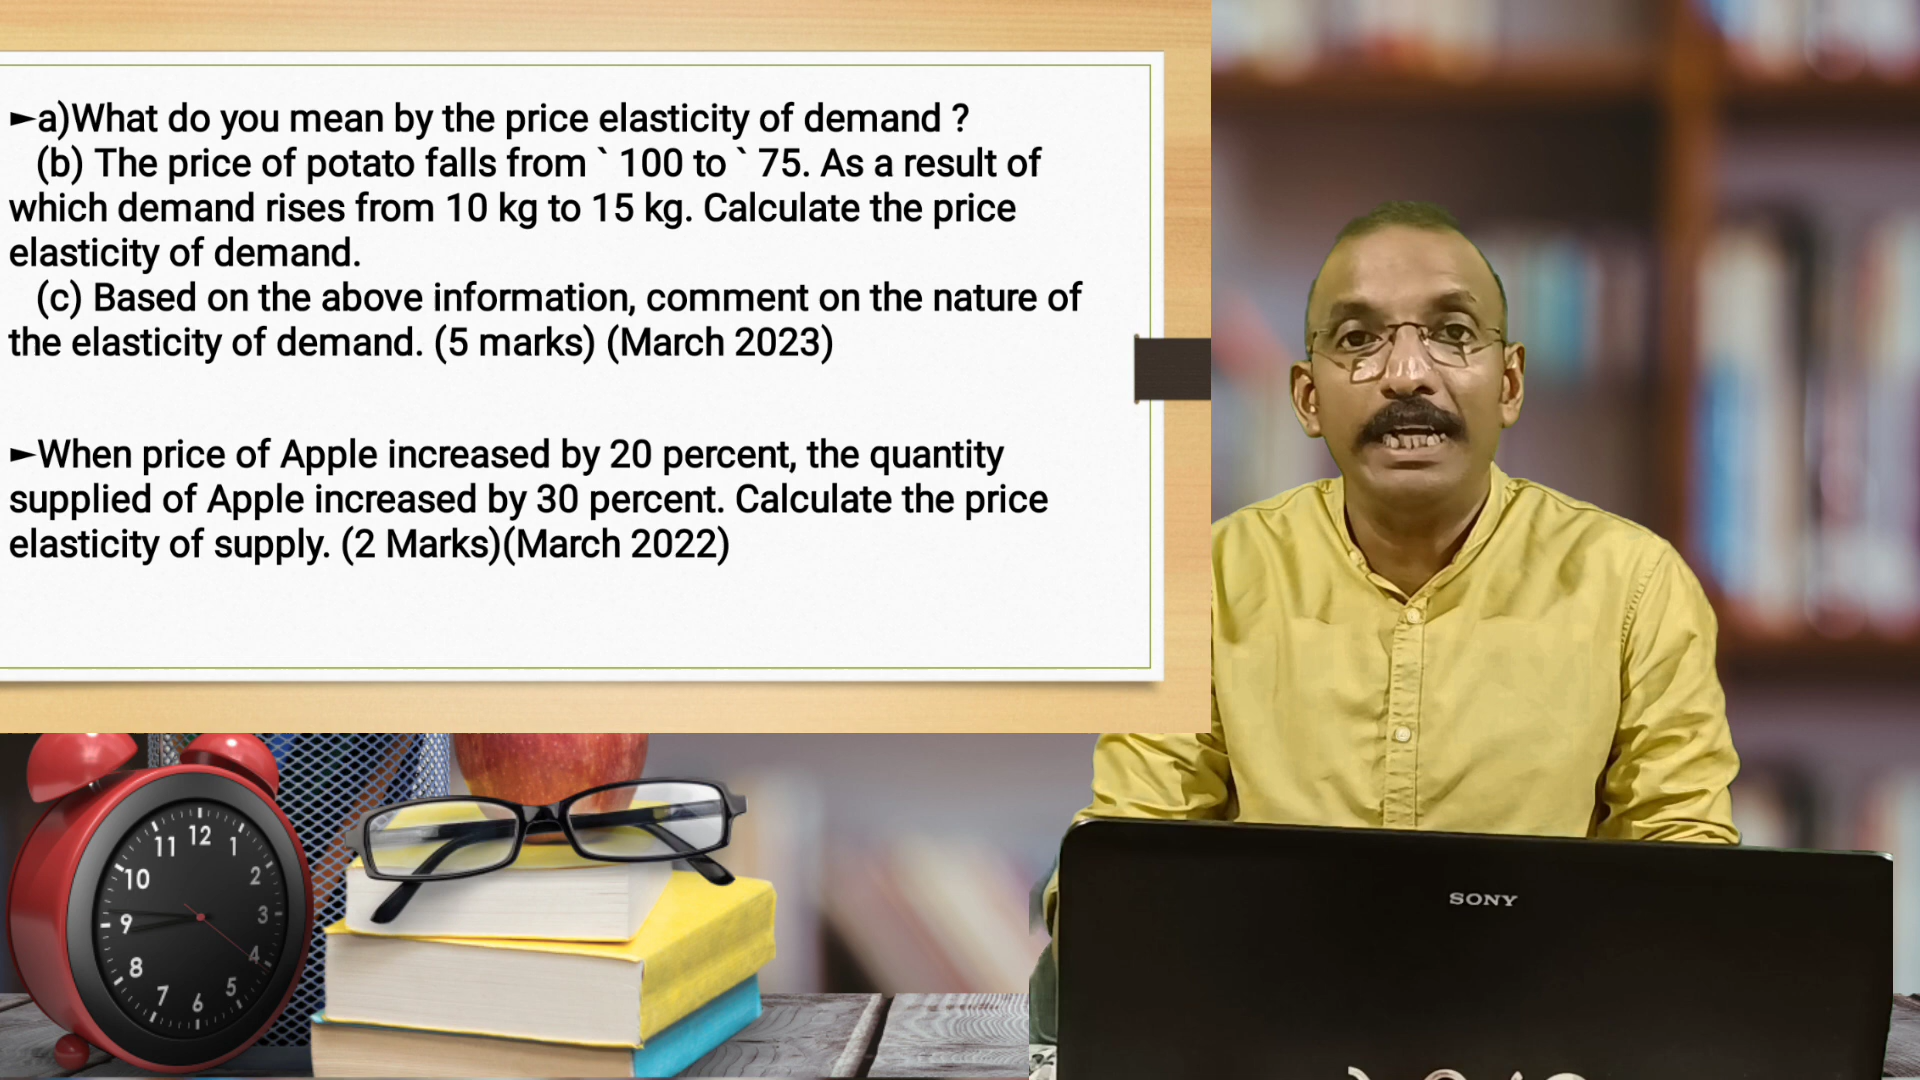 ►a)What do you mean by the price elasticity of demand ?
(b) The price of potato falls from ` 100 to ` 75. As a result of
which demand rises from 10 kg to 15 kg. Calculate the price
elasticity of demand.
(c) Based on the above information, comment on the nature of
the elasticity of demand. (5 marks) (March 2023)
►When price of Apple increased by 20 percent, the quantity
supplied of Apple increased by 30 percent. Calculate the price
elasticity of supply. (2 Marks)(March 2022)
12
11 1
10 2
9 3
8 4
7 6 5
SONY